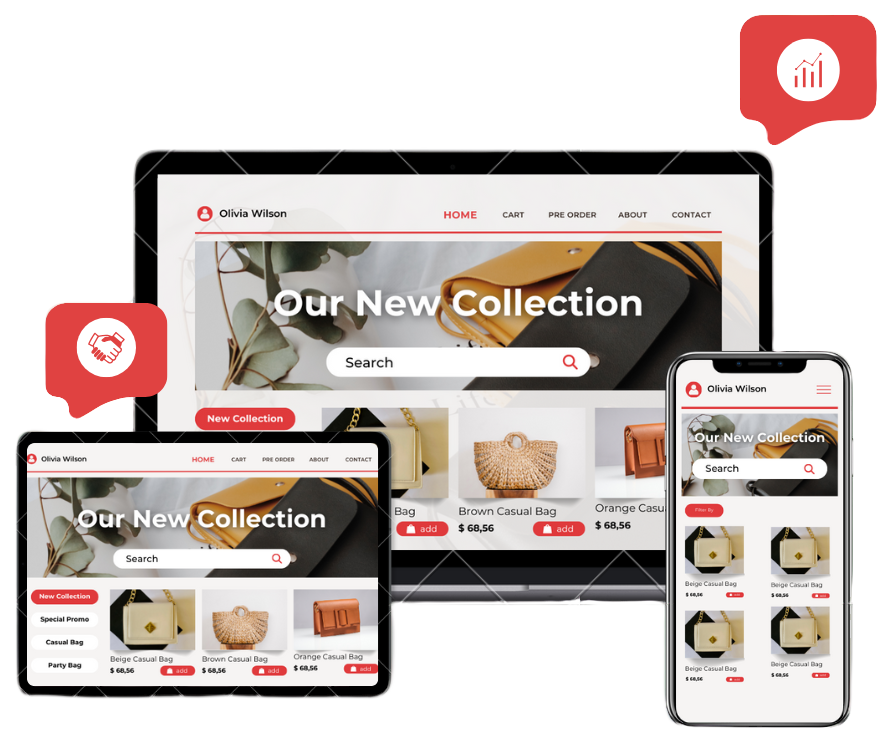 Olivia Wilson
HOME CART PRE ORDER ABOUT CONTACT
Our New Collection
Search
New Collection
Bag
add
Brown Casual Bag
$ 68,56 add
Orange Casu
$ 68,56
Olivia Wilson
HOME CART PRE ORDER ABOUT CONTACT
Our New Collection
Search
New Collection
Special Promo
Casual Bag
Party Bag
Beige Casual Bag
$ 68,56 add
Brown Casual Bag
$ 68,56 add
Orange Casual Bag
$ 68,56 add
Olivia Wilson
Our New Collection
Search
Filter By
Beige Casual Bag
$ 68,56 add
Beige Casual Bag
$ 68,56 add
Beige Casual Bag
$ 68,56 add
Beige Casual Bag
$ 68,56 add